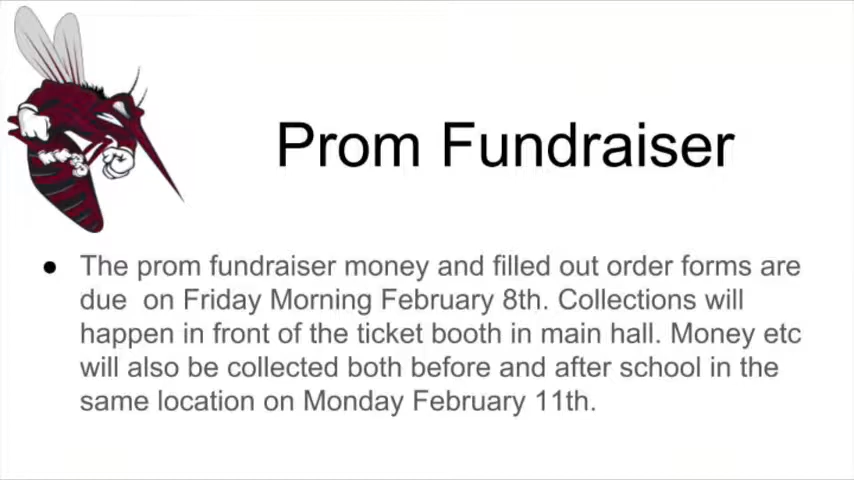 Prom Fundraiser
● The prom fundraiser money and filled out order forms are
due  on Friday Morning February 8th. Collections will
happen in front of the ticket booth in main hall. Money etc
will also be collected both before and after school in the
same location on Monday February 11th.